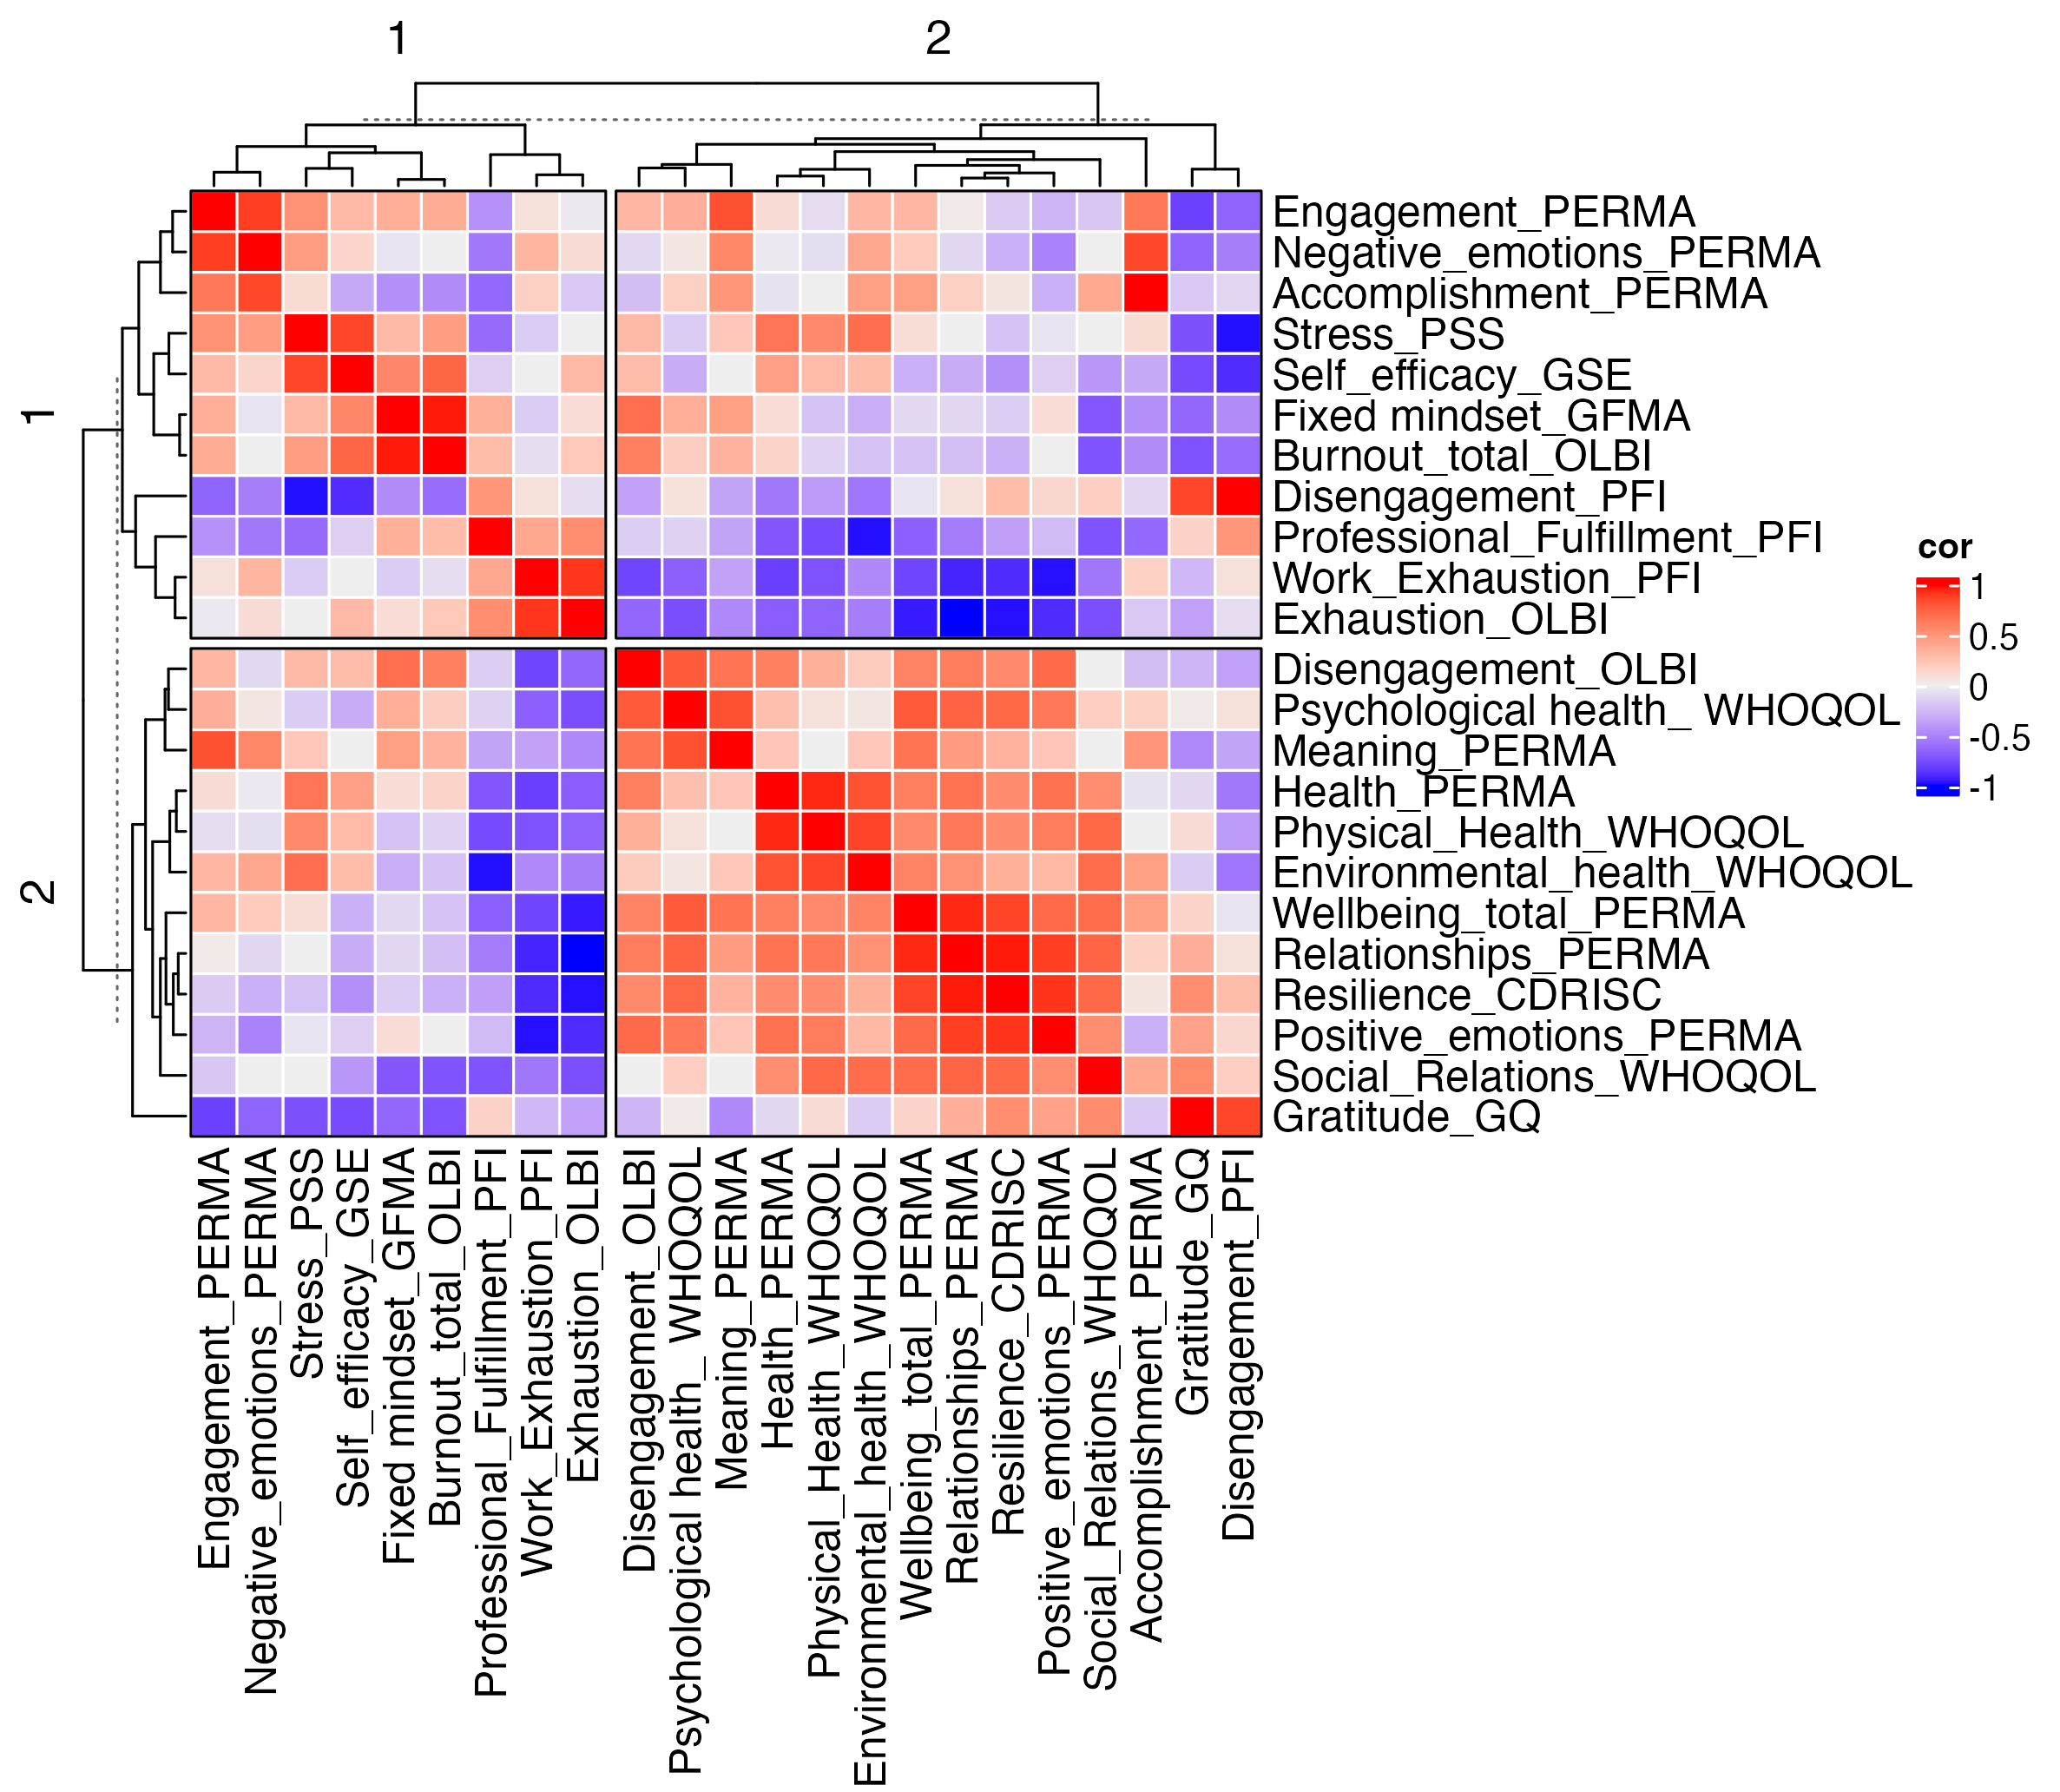 1
2
1
2
Engagement_PERMA
Negative_emotions_PERMA
Accomplishment_PERMA
Stress_PSS
Self_efficacy_GSE
Fixed mindset_GFMA
Burnout_total_OLBI
Disengagement_PFI
Professional_Fulfillment_PFI
Work_Exhaustion_PFI
Exhaustion_OLBI
Disengagement_OLBI
Psychological health_ WHOQOL
Meaning_PERMA
Health_PERMA
Physical_Health_WHOQOL
Environmental_health_WHOQOL
Wellbeing_total_PERMA
Relationships_PERMA
Resilience_CDRISC
Positive_emotions_PERMA
Social_Relations_WHOQOL
Gratitude_GQ
cor
1
0.5
0
-0.5
-1
Engagement_PERMA
Negative_emotions_PERMA
Stress_PSS
Self_efficacy_GSE
Fixed mindset_GFMA
Burnout_total_OLBI
Professional_Fulfillment_PFI
Work_Exhaustion_PFI
Exhaustion_OLBI
Disengagement_OLBI
Psychological health_ WHOQOL
Meaning_PERMA
Health_PERMA
Physical_Health_WHOQOL
Environmental_health_WHOQOL
Wellbeing_total_PERMA
Relationships_PERMA
Resilience_CDRISC
Positive_emotions_PERMA
Social_Relations_WHOQOL
Accomplishment_PERMA
Gratitude_GQ
Disengagement_PFI